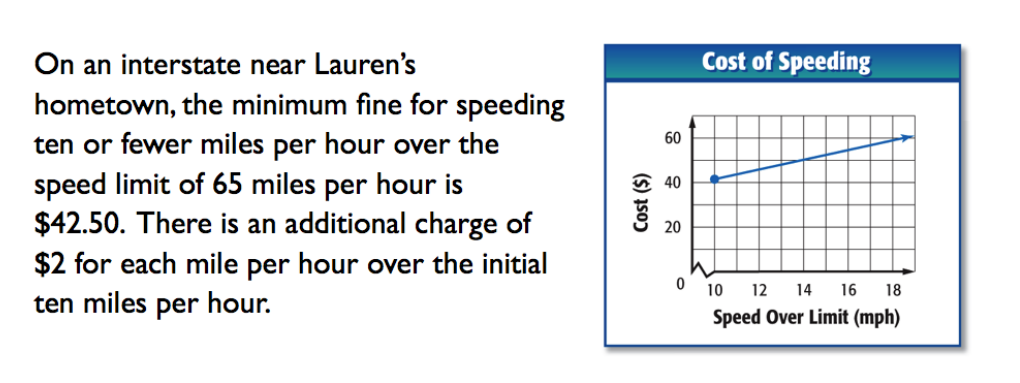 On an interstate near Lauren’s
hometown, the minimum fine for speeding
ten or fewer miles per hour over the
speed limit of 65 miles per hour is
$42.50. There is an additional charge of
$2 for each mile per hour over the initial
ten miles per hour.
Cost of Speeding
60
40
20
0
Cost ($)
10 12 14 16 18
Speed Over Limit (mph)